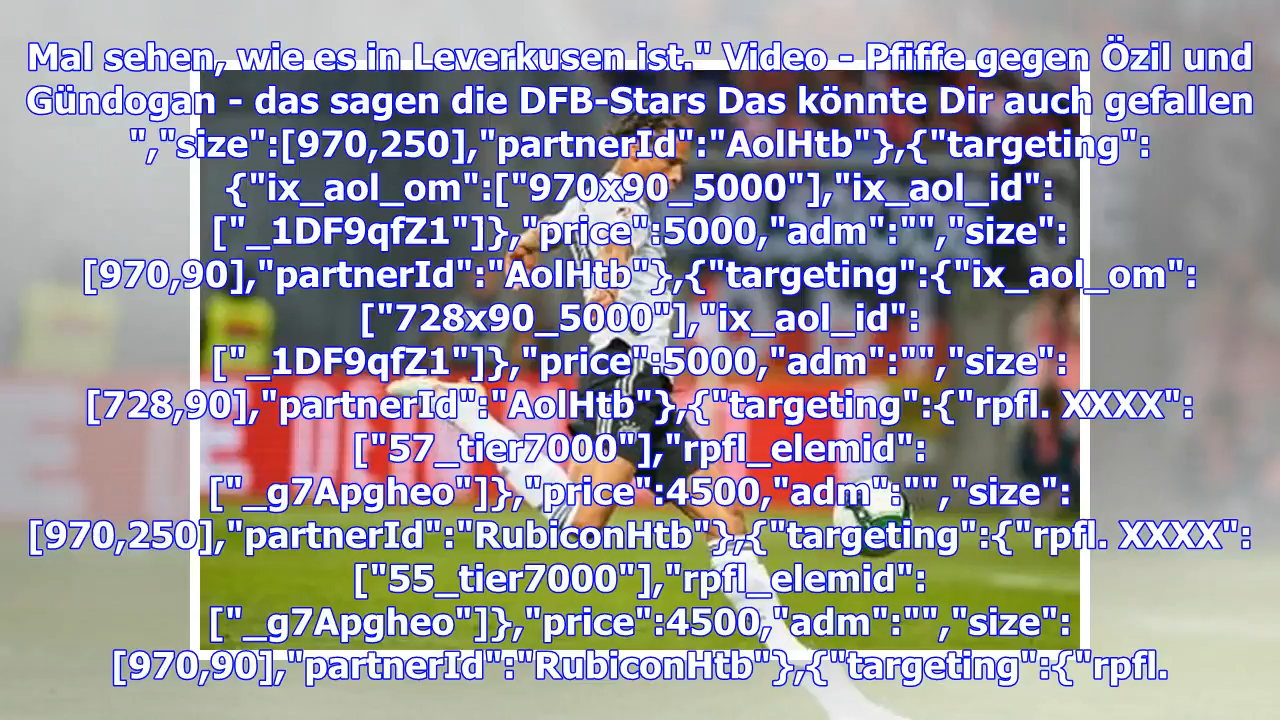 Mal sehen, wie es in Leverkusen ist." Video - Pfiffe gegen Özil und
Gündogan - das sagen die DFB-Stars Das könnte Dir auch gefallen
","size":[970,250],"partnerId":"AolHtb"},{"targeting":
{"ix_aol_om":["970x90_5000"],"ix_aol_id":
["_1DF9qfZ1"]},"price":5000,"adm":"","size":
[970,90],"partnerId":"AolHtb"},{"targeting":{"ix_aol_om":
["728x90_5000"],"ix_aol_id":
["_1DF9qfZ1"]},"price":5000,"adm":"","size":
[728,90],"partnerId":"AolHtb"},{"targeting":{"rpfl. XXXX":
["57_tier7000"],"rpfl_elemid":
["_g7Apgheo"]},"price":4500,"adm":"","size":
[970,250],"partnerId":"RubiconHtb"},{"targeting":{"rpfl. XXXX":
["55_tier7000"],"rpfl_elemid":
["_g7Apgheo"]},"price":4500,"adm":"","size":
[970,90],"partnerId":"RubiconHtb"},{"targeting":{"rpfl.